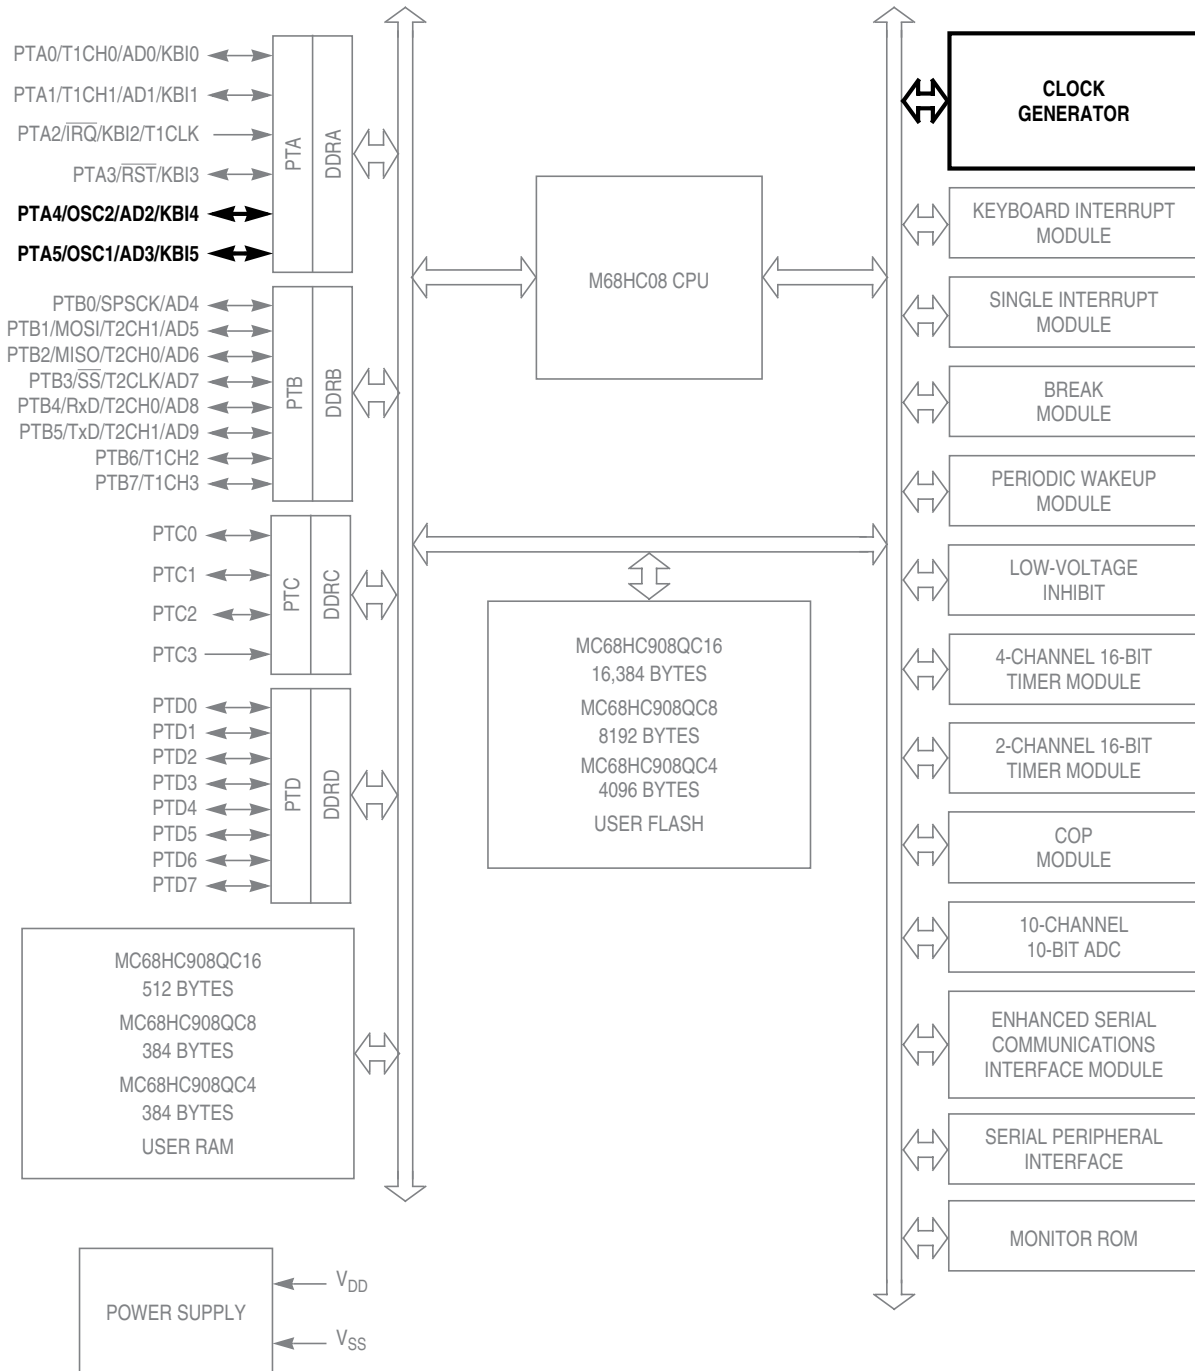 PTA0/T1CH0/AD0/KBI0
PTA1/T1CH1/AD1/KBI1
PTA2/IRQ/KBI2/T1CLK
PTA3/RST/KBI3
PTA4/OSC2/AD2/KBI4
PTA5/OSC1/AD3/KBI5
PTA
DDRA
PTB0/SPSCK/AD4
PTB1/MOSI/T2CH1/AD5
PTB2/MISO/T2CH0/AD6
PTB3/SS/T2CLK/AD7
PTB4/RxD/T2CH0/AD8
PTB5/TxD/T2CH1/AD9
PTB6/T1CH2
PTB7/T1CH3
PTB
DDRB
PTC0
PTC1
PTC2
PTC3
PTC
DDRC
PTD0
PTD1
PTD2
PTD3
PTD4
PTD5
PTD6
PTD7
PTD
DDRD
MC68HC908QC16
512 BYTES
MC68HC908QC8
384 BYTES
MC68HC908QC4
384 BYTES
USER RAM
POWER SUPPLY
VDD
VSS
M68HC08 CPU
MC68HC908QC16
16,384 BYTES
MC68HC908QC8
8192 BYTES
MC68HC908QC4
4096 BYTES
USER FLASH
CLOCK
GENERATOR
KEYBOARD INTERRUPT
MODULE
SINGLE INTERRUPT
MODULE
BREAK
MODULE
PERIODIC WAKEUP
MODULE
LOW-VOLTAGE
INHIBIT
4-CHANNEL 16-BIT
TIMER MODULE
2-CHANNEL 16-BIT
TIMER MODULE
COP
MODULE
10-CHANNEL
10-BIT ADC
ENHANCED SERIAL
COMMUNICATIONS
INTERFACE MODULE
SERIAL PERIPHERAL
INTERFACE
MONITOR ROM